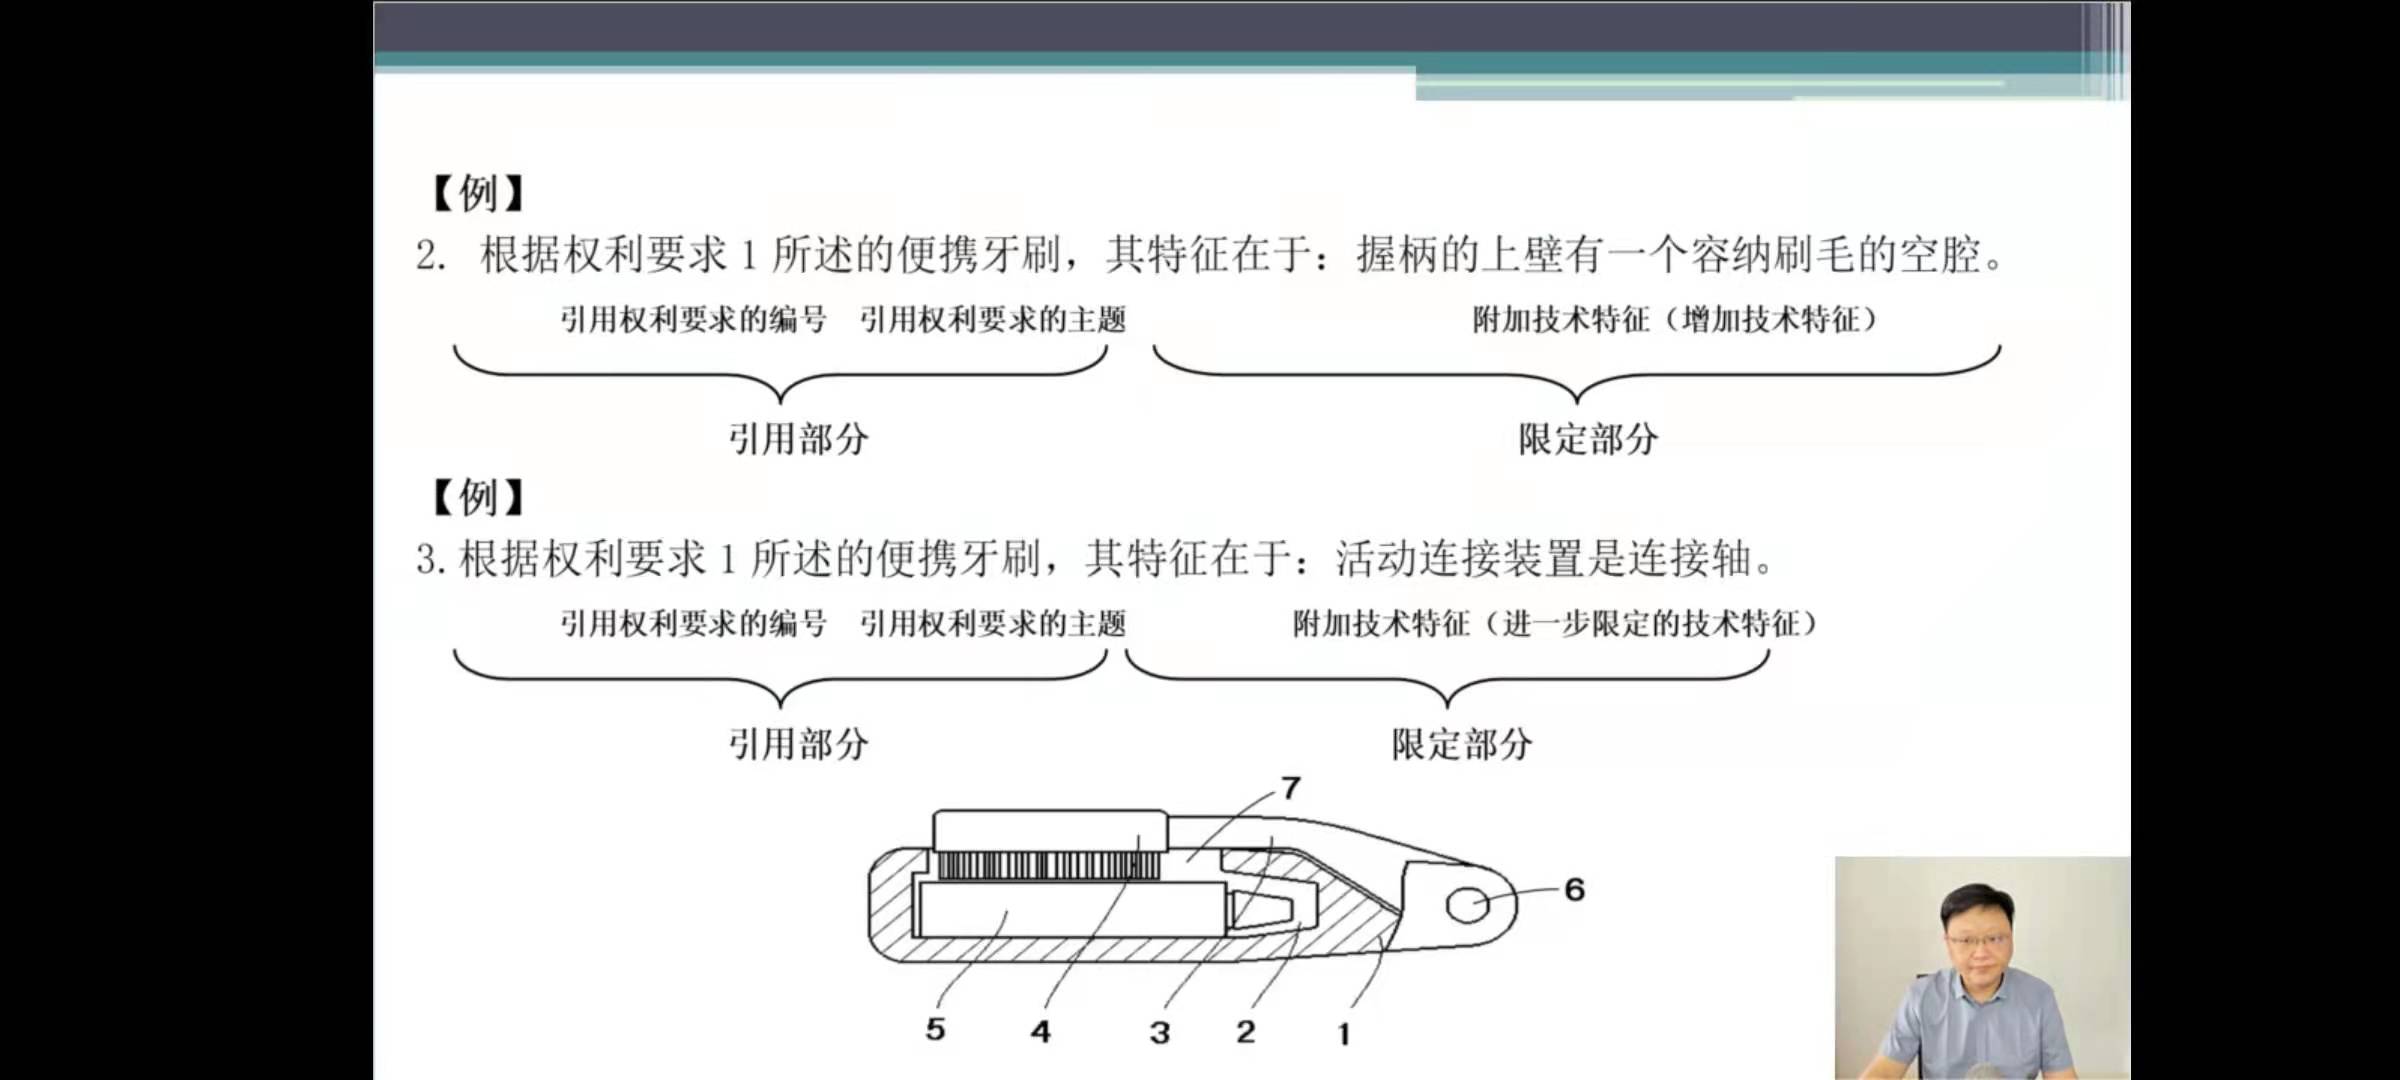 【例】
2. 根据权利要求 1 所述的便携牙刷，其特征在于：握柄的上壁有一个容纳刷毛的空腔。
引用权利要求的编号 引用权利要求的主题 附加技术特征（增加技术特征）
引用部分 限定部分
【例】
3. 根据权利要求 1 所述的便携牙刷，其特征在于：活动连接装置是连接轴。
引用权利要求的编号 引用权利要求的主题 附加技术特征（进一步限定的技术特征）
引用部分 限定部分
7
6
5 4 3 2 1